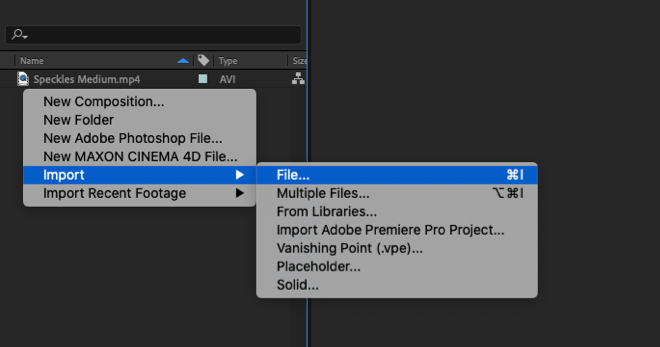 Name Type Size
Speckles Medium.mp4 AVI
New Composition...
New Folder
New Adobe Photoshop File...
New MAXON CINEMA 4D File...
Import
Import Recent Footage
File... ⌘I
Multiple Files... ⌥⌘I
From Libraries...
Import Adobe Premiere Pro Project...
Vanishing Point (.vpe)...
Placeholder...
Solid...